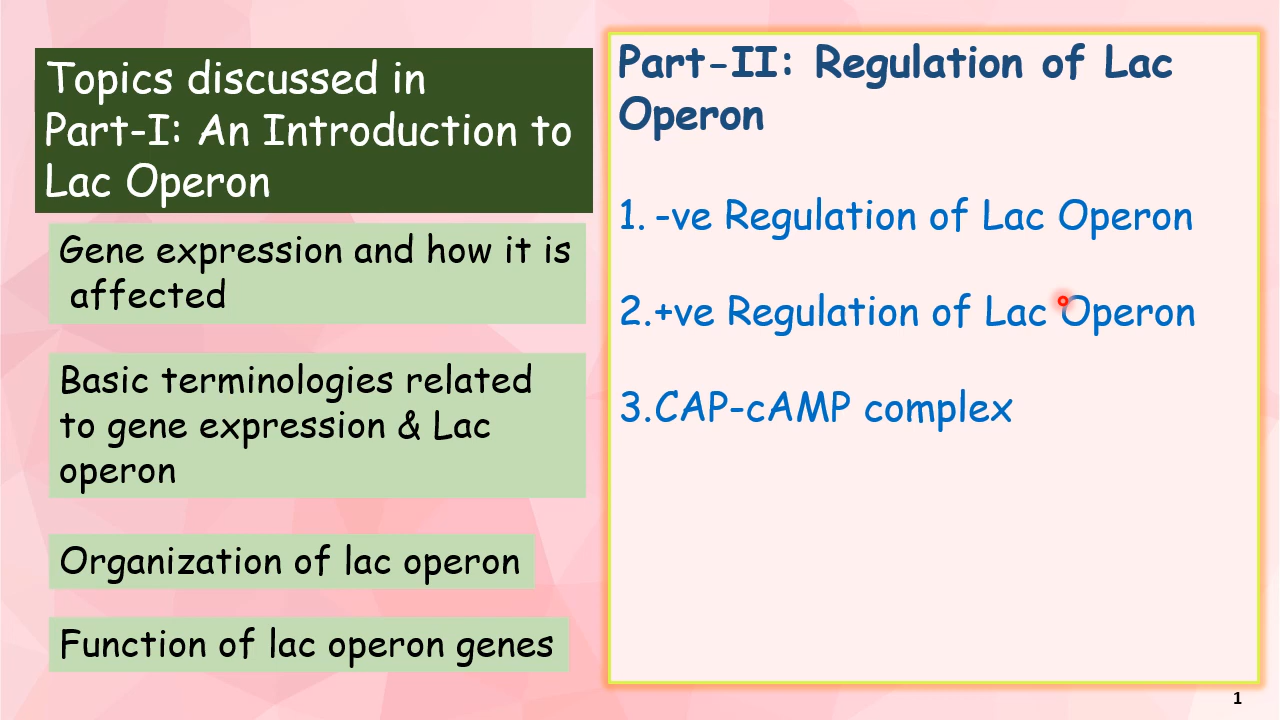 Topics discussed in
Part-I: An Introduction to
Lac Operon
Gene expression and how it is
affected
Basic terminologies related
to gene expression & Lac
operon
Organization of lac operon
Function of lac operon genes
Part-II: Regulation of Lac
Operon
1. -ve Regulation of Lac Operon
2.+ve Regulation of Lac Operon
3.CAP-cAMP complex
1